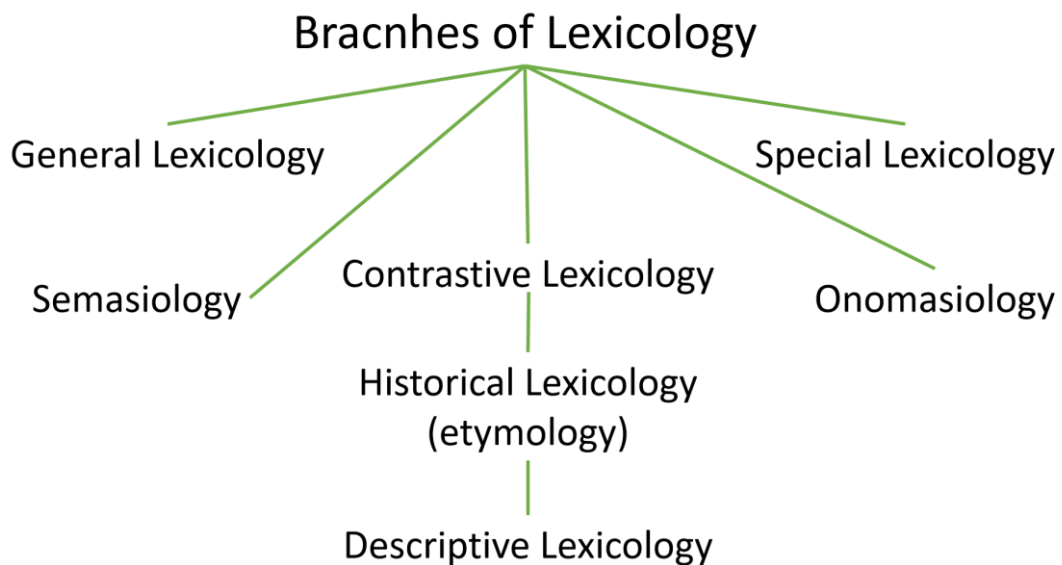 Bracnhes of Lexicology
General Lexicology
Special Lexicology
Semasiology
Contrastive Lexicology
Onomasiology
Historical Lexicology
(etymology)
Descriptive Lexicology